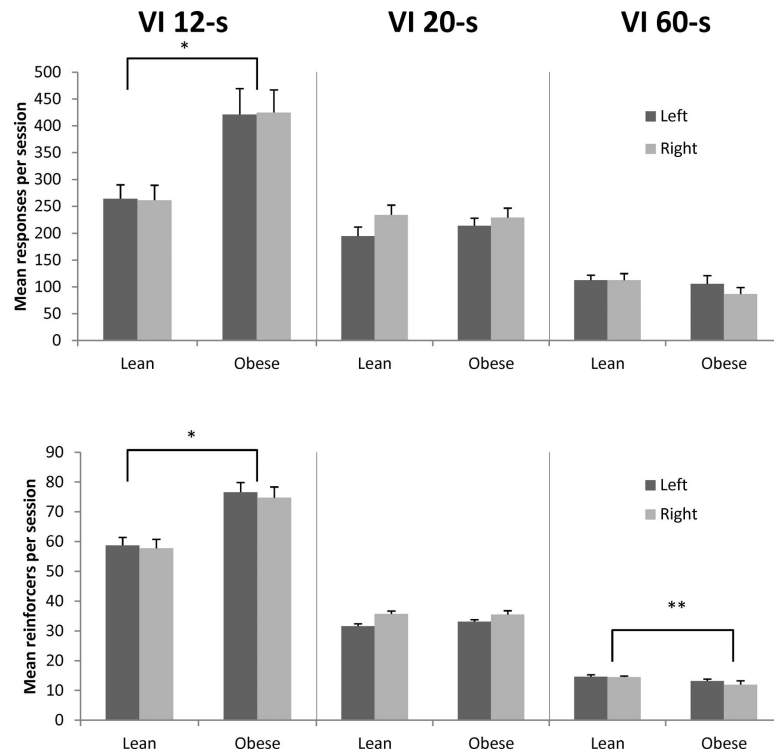 VI 12-s VI 20-s VI 60-s
*
Mean responses per session
500
450
400
350
300
250
200
150
100
50
0
Left
Right
Lean Obese Lean Obese Lean Obese
*
Mean reinforcers per session
90
80
70
60
50
40
30
20
10
0
Left
Right
**
Lean Obese Lean Obese Lean Obese